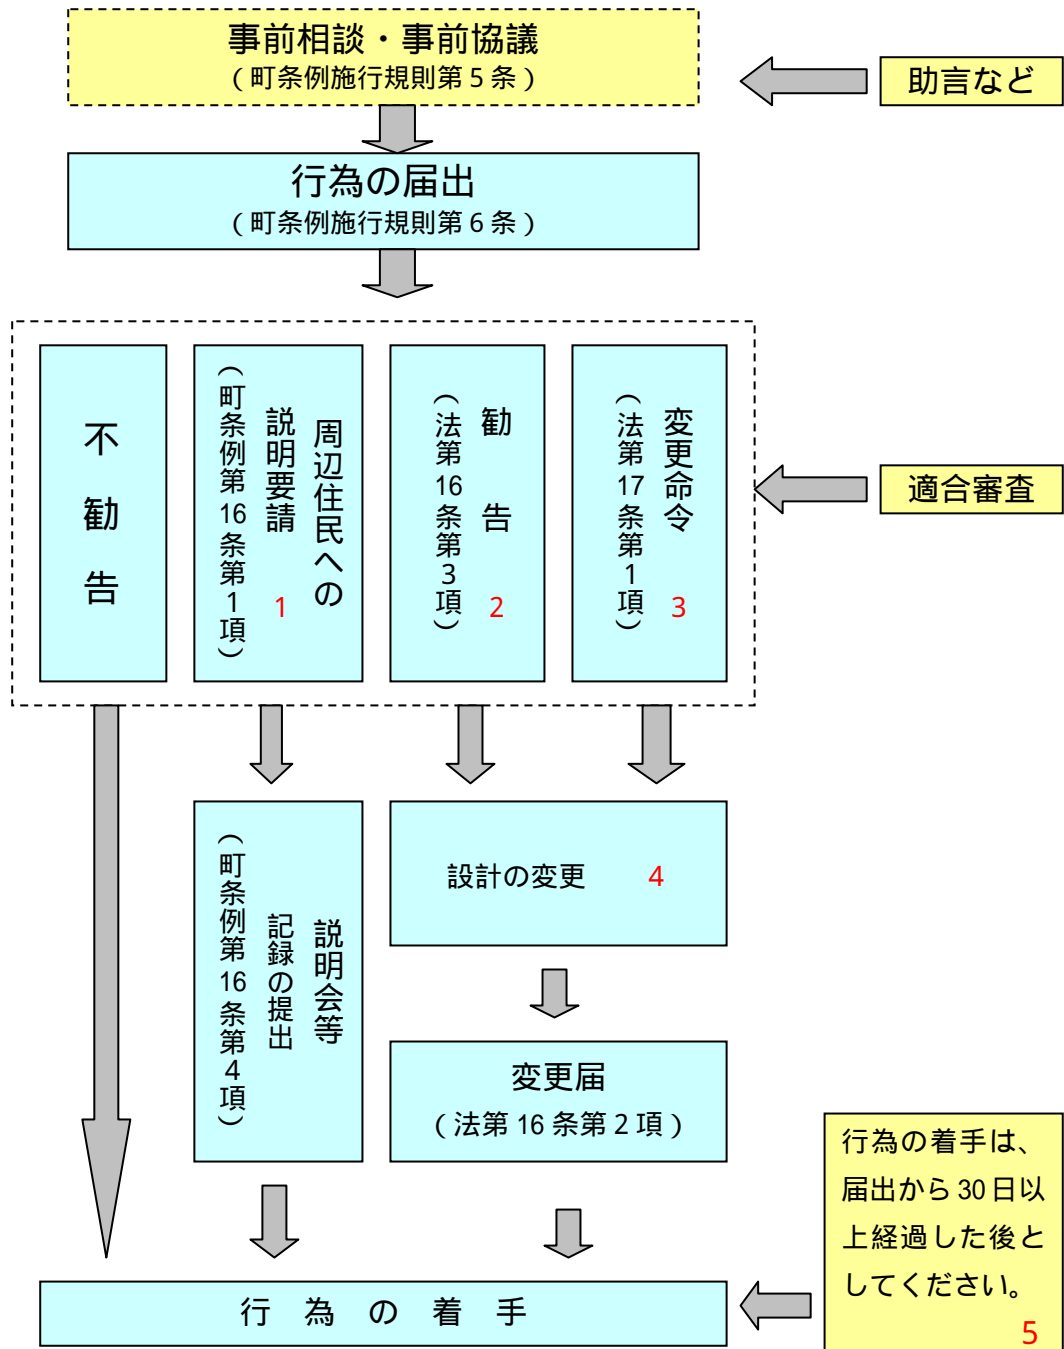 事前相談・事前協議
（町条例施行規則第５条）
助言など
行為の届出
（町条例施行規則第６条）
不勧告
周辺住民への
説明要請 1
（町条例第16条第１項）
勧告 2
（法第16条第３項）
変更命令 3
（法第17条第１項）
適合審査
説明会等
記録の提出
（町条例第16条第４項）
設計の変更 4
変更届
（法第16条第２項）
行為の着手は、
届出から30日以
上経過した後と
してください。
5
行為の着手